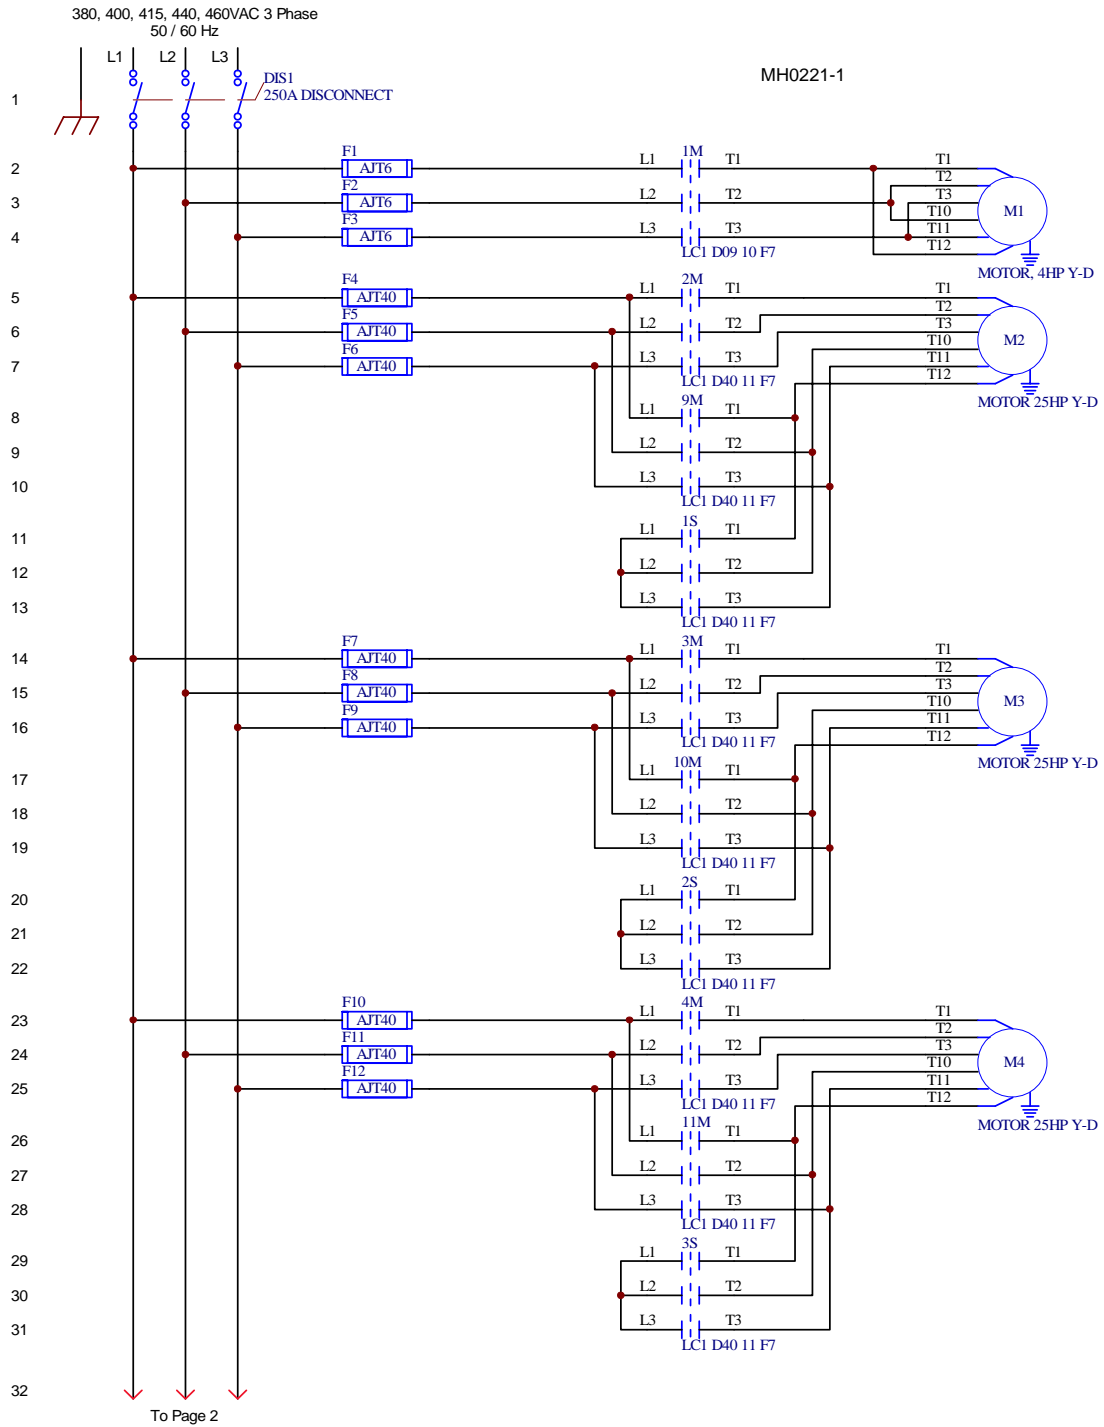 380, 400, 415, 440, 460VAC 3 Phase
50 / 60 Hz
L1 L2 L3
DIS1
250A DISCONNECT
MH0221-1
1
F1 1M
2 AJT6 L1 T1 T1
F2 T2
3 AJT6 L2 T2 T3
F3 T10 M1
4 AJT6 L3 T3 T11
LC1 D09 10 F7 T12
MOTOR, 4HP Y-D
F4 2M
5 AJT40 L1 T1 T1
F5 T2
6 AJT40 L2 T2 T3
F6 T10 M2
7 AJT40 L3 T3 T11
LC1 D40 11 F7 T12
9M MOTOR 25HP Y-D
8 L1 T1
9 L2 T2
10 L3 T3
LC1 D40 11 F7
1S
11 L1 T1
12 L2 T2
13 L3 T3
LC1 D40 11 F7
F7 3M
14 AJT40 L1 T1 T1
F8 T2
15 AJT40 L2 T2 T3
F9 T10 M3
16 AJT40 L3 T3 T11
LC1 D40 11 F7 T12
10M MOTOR 25HP Y-D
17 L1 T1
18 L2 T2
19 L3 T3
LC1 D40 11 F7
2S
20 L1 T1
21 L2 T2
22 L3 T3
LC1 D40 11 F7
F10 4M
23 AJT40 L1 T1 T1
F11 T2
24 AJT40 L2 T2 T3
F12 T10 M4
25 AJT40 L3 T3 T11
LC1 D40 11 F7 T12
11M MOTOR 25HP Y-D
26 L1 T1
27 L2 T2
28 L3 T3
LC1 D40 11 F7
3S
29 L1 T1
30 L2 T2
31 L3 T3
LC1 D40 11 F7
32
To Page 2